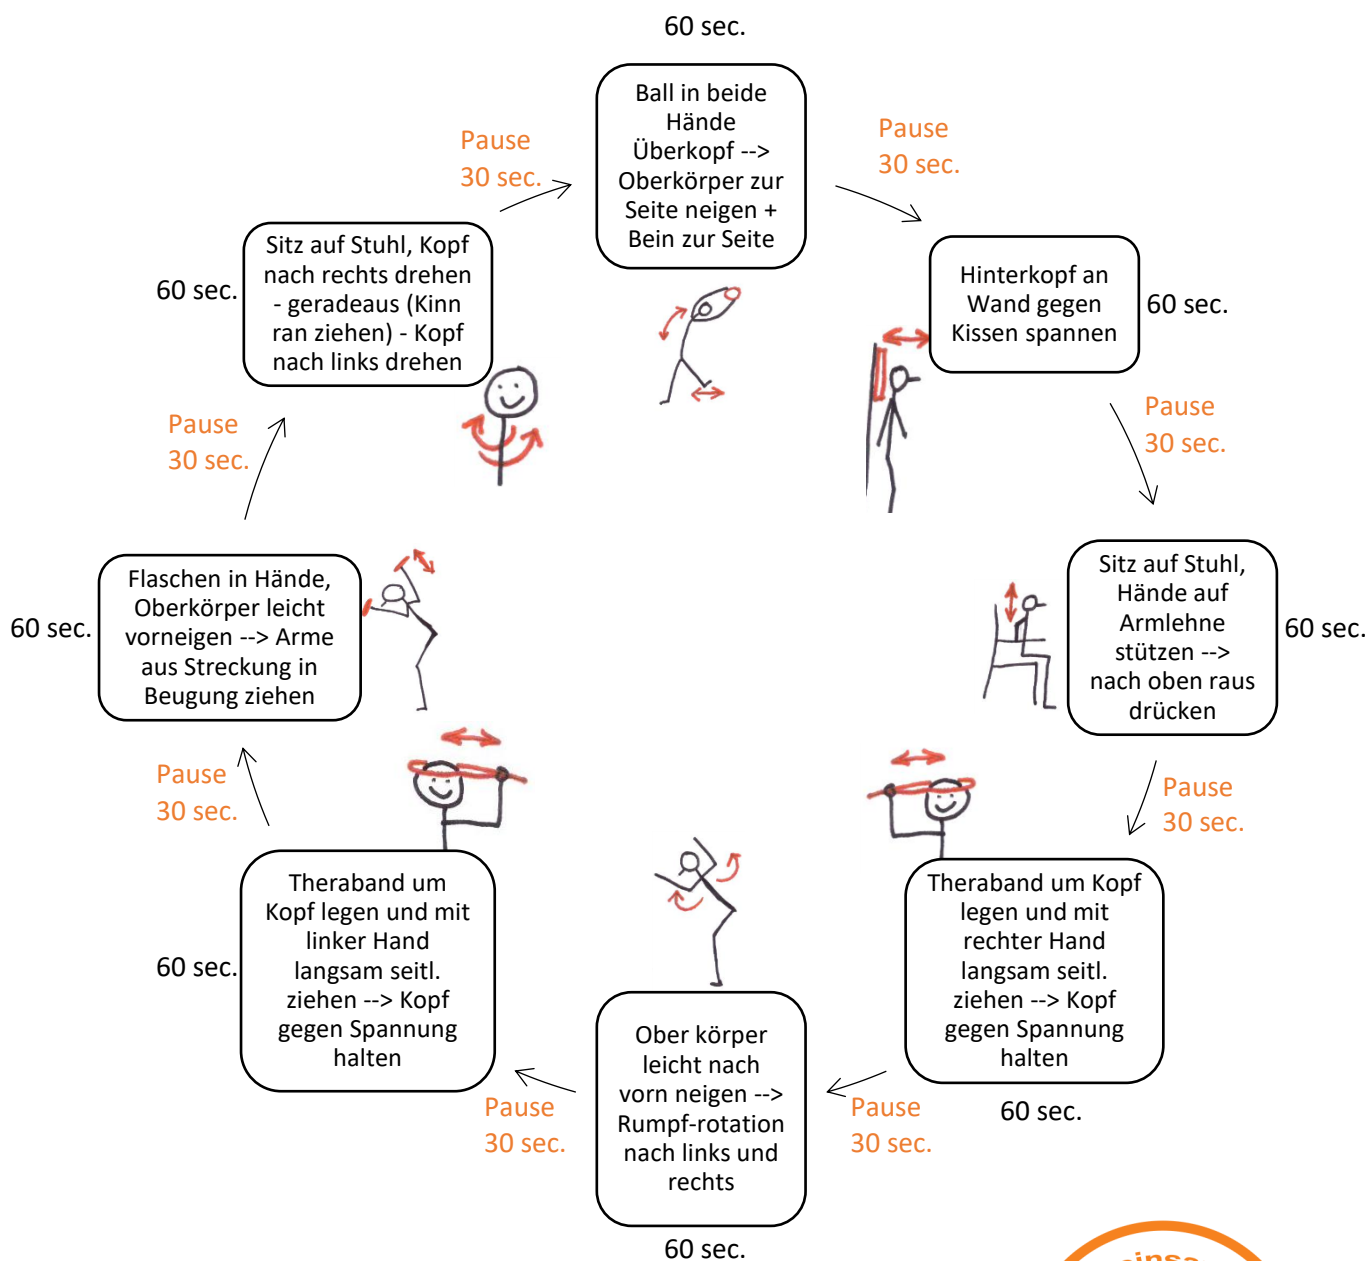 60 sec.
Ball in beide
Hände
Überkopf -->
Oberkörper zur
Seite neigen +
Bein zur Seite
Pause
30 sec.
Hinterkopf an
Wand gegen
Kissen spannen
60 sec.
Pause
30 sec.
Sitz auf Stuhl,
Hände auf
Armlehne
stützen -->
nach oben raus
drücken
60 sec.
Pause
30 sec.
Theraband um Kopf
legen und mit
rechter Hand
langsam seitl.
ziehen --> Kopf
gegen Spannung
halten
60 sec.
Pause
30 sec.
Ober körper
leicht nach
vorn neigen -->
Rumpf-rotation
nach links und
rechts
60 sec.
Pause
30 sec.
Theraband um
Kopf legen und mit
linker Hand
langsam seitl.
ziehen --> Kopf
gegen Spannung
halten
60 sec.
Pause
30 sec.
Flaschen in Hände,
Oberkörper leicht
vorneigen --> Arme
aus Streckung in
Beugung ziehen
60 sec.
Pause
30 sec.
Sitz auf Stuhl, Kopf
nach rechts drehen
- geradeaus (Kinn
ran ziehen) - Kopf
nach links drehen
60 sec.
Pause
30 sec.